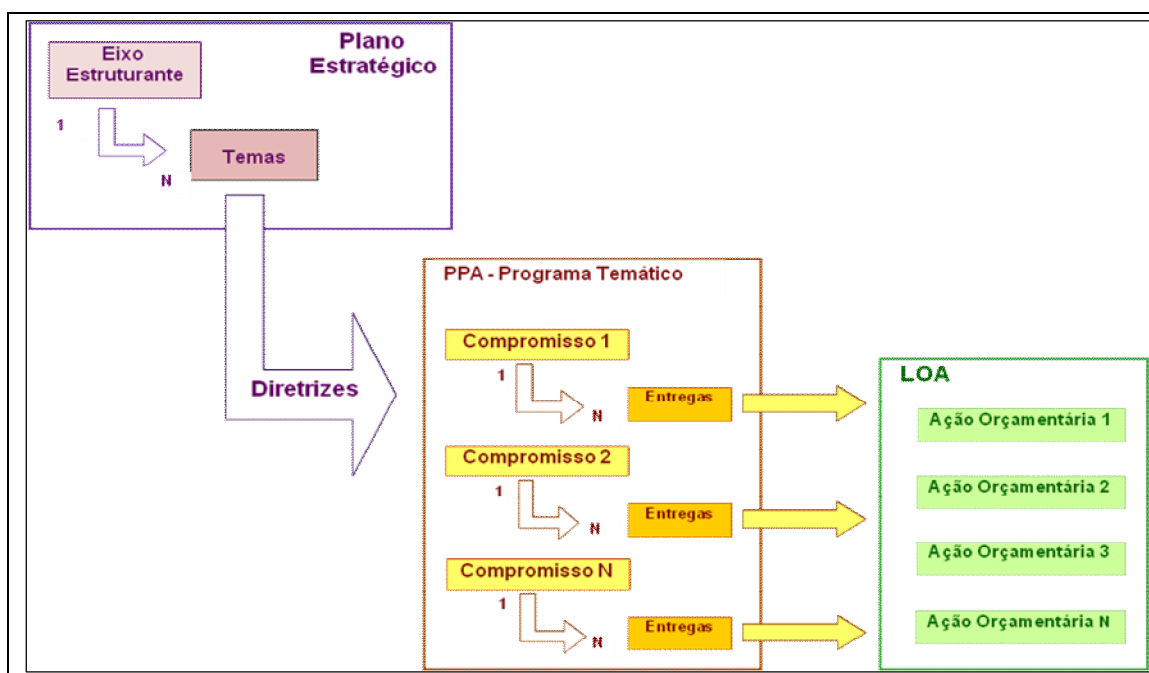 Plano
Estratégico
Eixo
Estruturante
1
N
Temas
Diretrizes
PPA - Programa Temático
Compromisso 1
1
N
Entregas
Compromisso 2
1
N
Entregas
Compromisso N
1
N
Entregas
LOA
Ação Orçamentária 1
Ação Orçamentária 2
Ação Orçamentária 3
Ação Orçamentária N